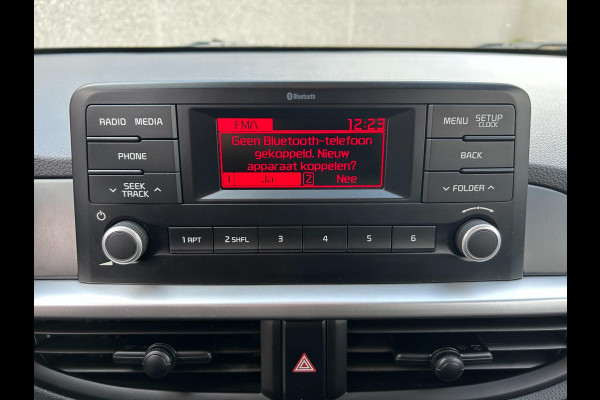 Bluetooth
RADIO MEDIA
PHONE
SEEK
TRACK
FMA 12:23
Geen Bluetooth-telefoon
gekoppeld. Nieuw
apparaat koppelen?
1 Ja 2 Nee
MENU SETUP
CLOCK
BACK
FOLDER
1 RPT 2 SHFL 3 4 5 6